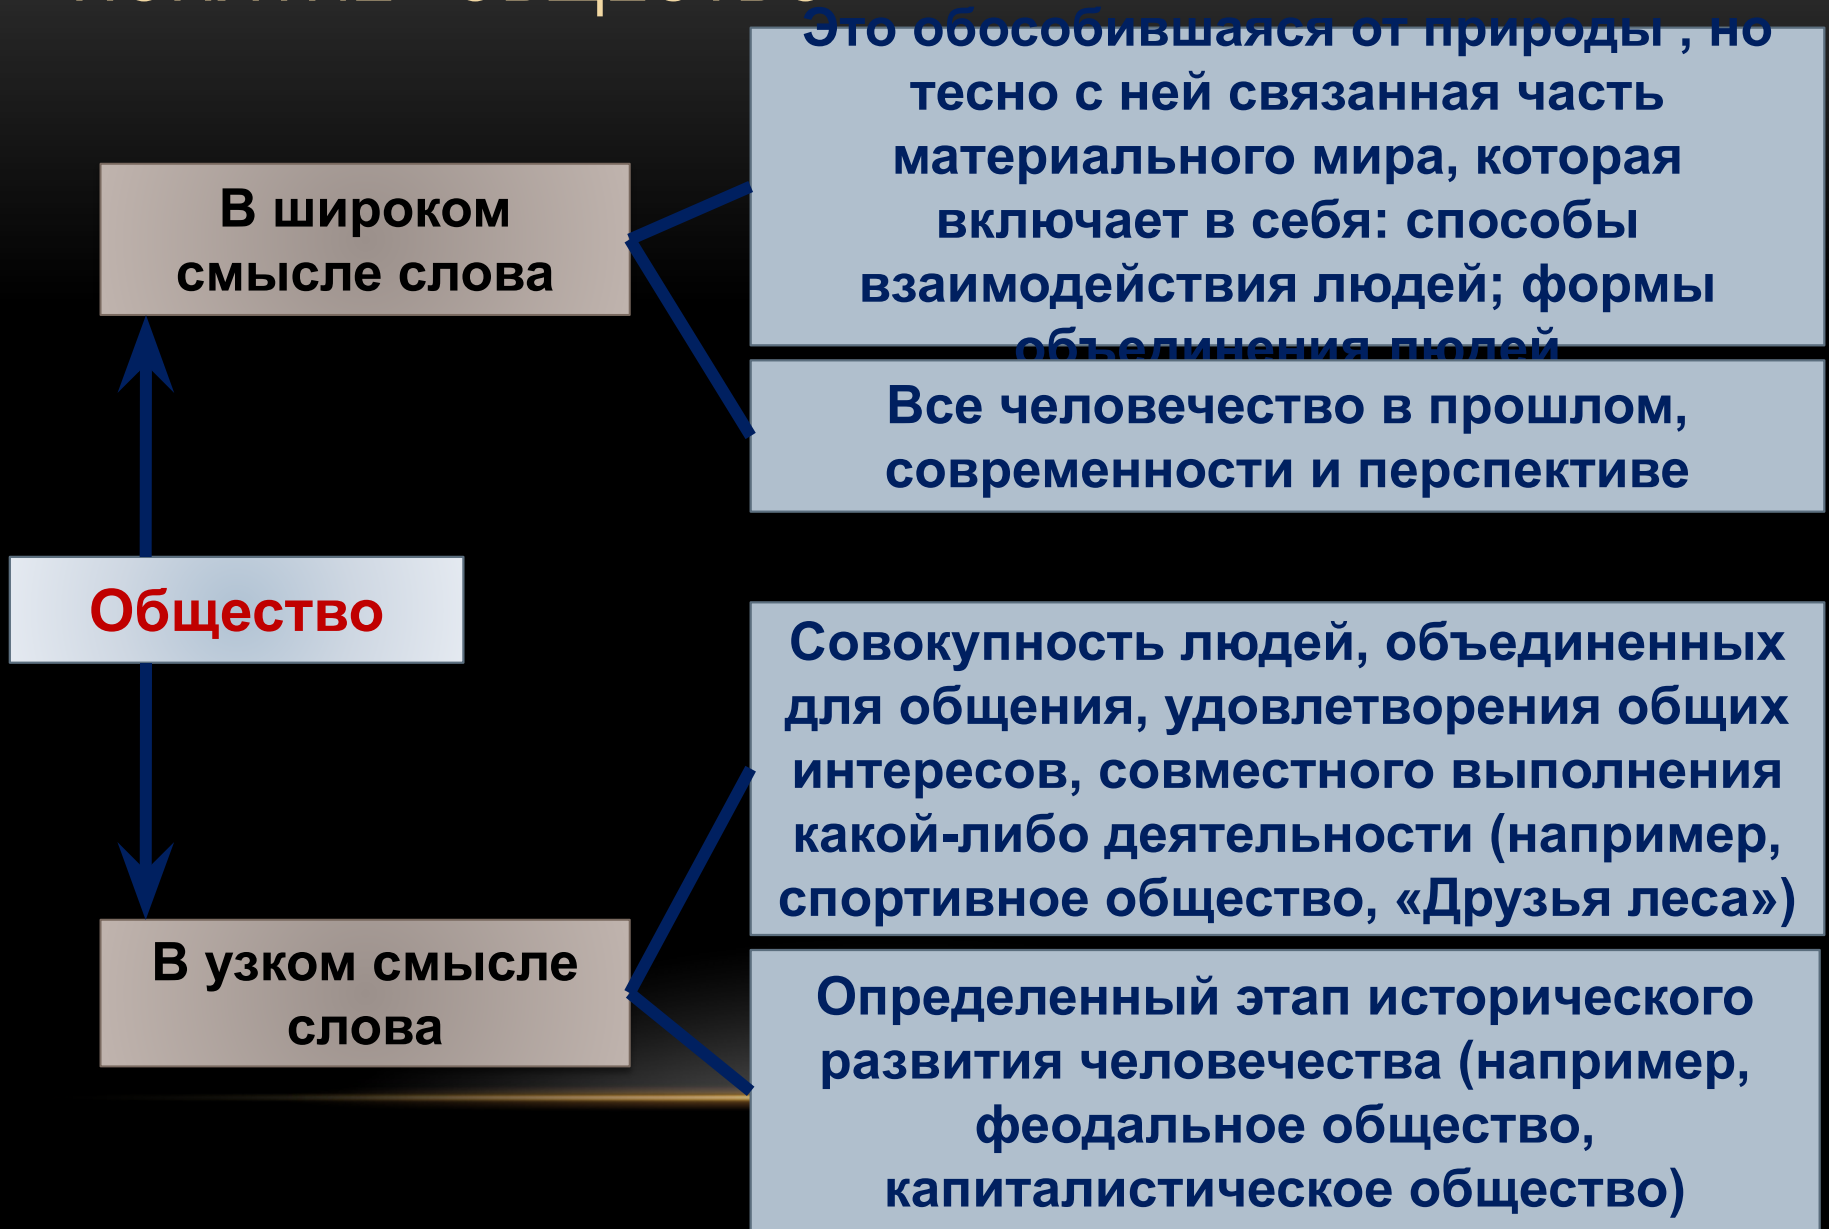 Это обособившаяся от природы , но
тесно с ней связанная часть
материального мира, которая
включает в себя: способы
взаимодействия людей; формы
объединения людей
В широком
смысле слова
Все человечество в прошлом,
современности и перспективе
Общество
Совокупность людей, объединенных
для общения, удовлетворения общих
интересов, совместного выполнения
какой-либо деятельности (например,
спортивное общество, «Друзья леса»)
В узком смысле
слова
Определенный этап исторического
развития человечества (например,
феодальное общество,
капиталистическое общество)